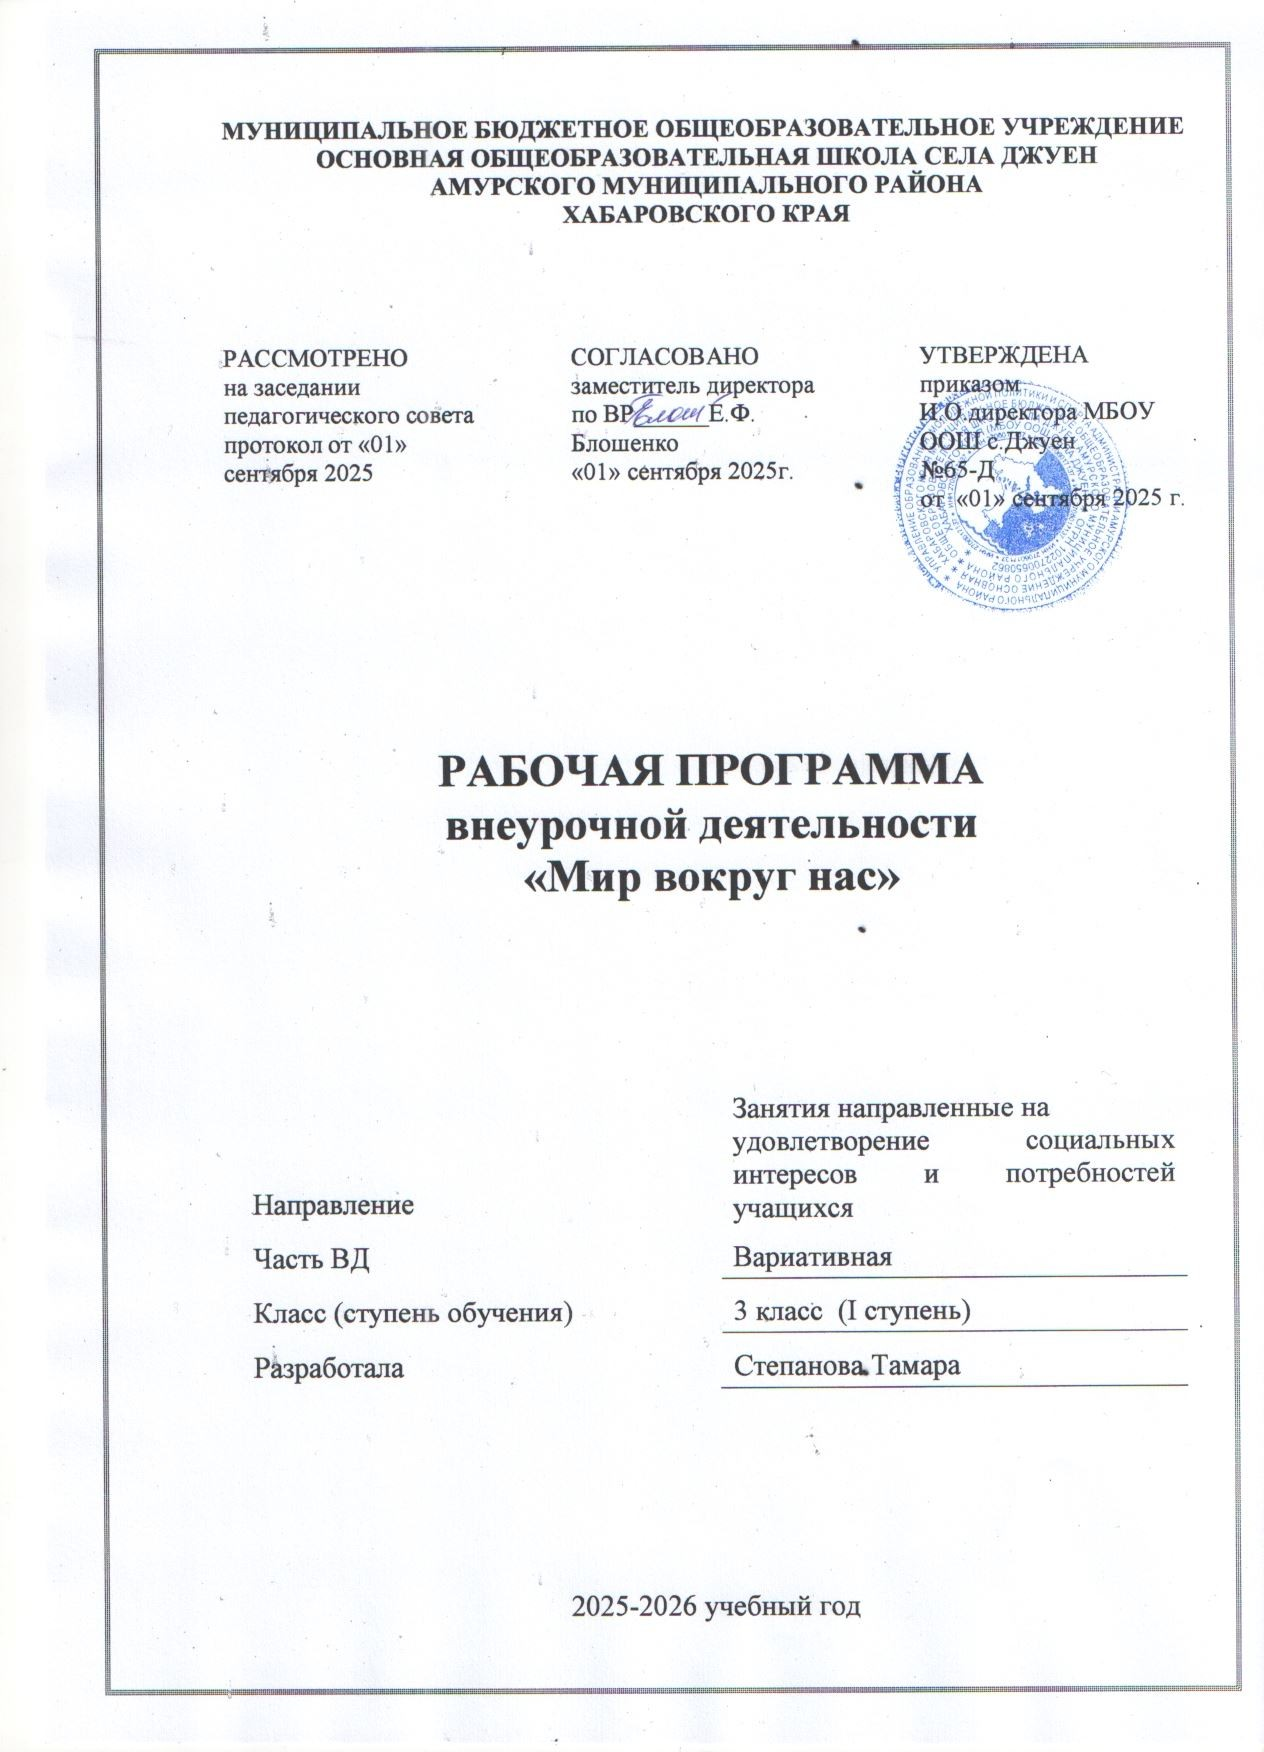 МУНИЦИПАЛЬНОЕ БЮДЖЕТНОЕ ОБЩЕОБРАЗОВАТЕЛЬНОЕ УЧРЕЖДЕНИЕ
ОСНОВНАЯ ОБЩЕОБРАЗОВАТЕЛЬНАЯ ШКОЛА СЕЛА ДЖУЕН
АМУРСКОГО МУНИЦИПАЛЬНОГО РАЙОНА
ХАБАРОВСКОГО КРАЯ
РАССМОТРЕНО
на заседании
педагогического совета
протокол от «01»
сентября 2025
СОГЛАСОВАНО
заместитель директора
по ВР Блош Е.Ф.
Блошенко
«01» сентября 2025г.
УТВЕРЖДЕНА
приказом
И.О.директора МБОУ
ООШ с.Джуен
№65-Д
от «01» сентября 2025 г.
РАБОЧАЯ ПРОГРАММА
внеурочной деятельности
«Мир вокруг нас»
Занятия направленные на
удовлетворение социальных
интересов и потребностей
учащихся
Направление
Часть ВД Вариативная
Класс (ступень обучения) 3 класс (I ступень)
Разработала Степанова Тамара
2025-2026 учебный год